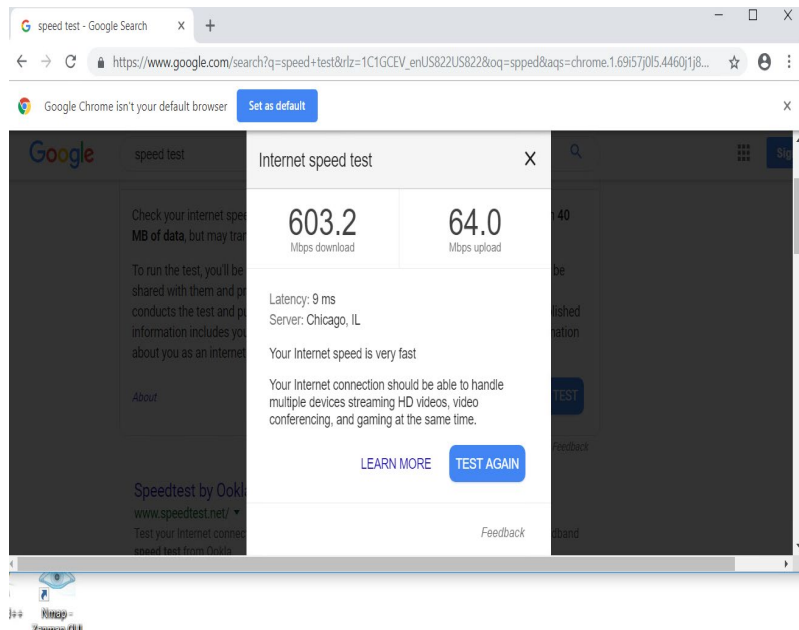 speed test - Google Search
https://www.google.com/search?q=speed+test&rlz=1C1GCEV_enUS822US822&oq=spped&aqs=chrome.1.69i57j0l5.4460j1j8...
Google Chrome isn't your default browser
Set as default
Google
speed test
Sig
Internet speed test
X
603.2
Mbps download
64.0
Mbps upload
Latency: 9 ms
Server: Chicago, IL
Your Internet speed is very fast
Your Internet connection should be able to handle
multiple devices streaming HD videos, video
conferencing, and gaming at the same time.
LEARN MORE
TEST AGAIN
Feedback
Check your internet spee
40
MB of data, but may tran
To run the test, you'll be
be
shared with them and pr
conducts the test and pu
lished
information includes you
about you as an internet
About
TEST
Feedback
Speedtest by Ookl
www.speedtest.net/
Test your Internet connec
dband
speed test from Ookla
Nmap -